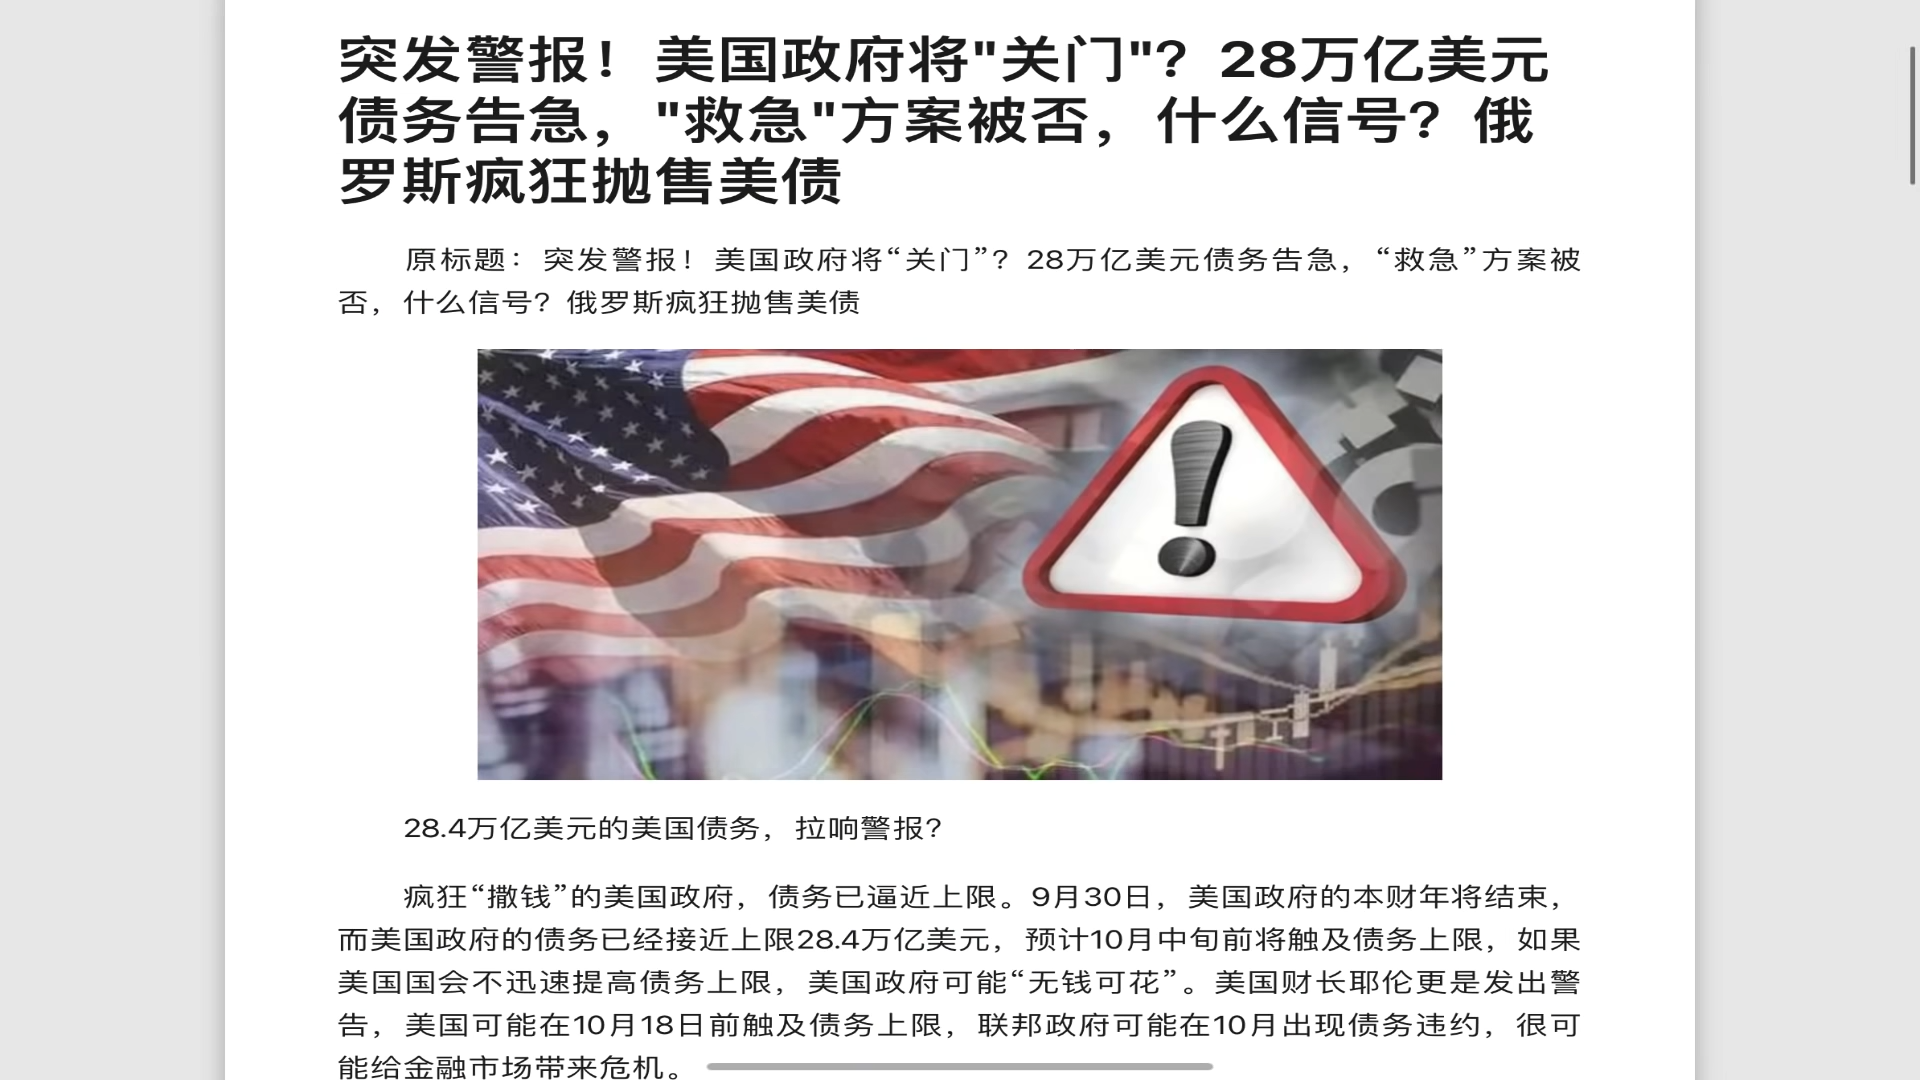 突发警报！美国政府将"关门"？28万亿美元
债务告急，"救急"方案被否，什么信号？俄
罗斯疯狂抛售美债
原标题：突发警报！美国政府将“关门”？28万亿美元债务告急，“救急”方案被
否，什么信号？俄罗斯疯狂抛售美债
28.4万亿美元的美国债务，拉响警报？
疯狂“撒钱”的美国政府，债务已逼近上限。9月30日，美国政府的本财年将结束，
而美国政府的债务已经接近上限28.4万亿美元，预计10月中旬前将触及债务上限，如果
美国国会不迅速提高债务上限，美国政府可能“无钱可花”。美国财长耶伦更是发出警
告，美国可能在10月18日前触及债务上限，联邦政府可能在10月出现债务违约，很可
能给金融市场带来危机。